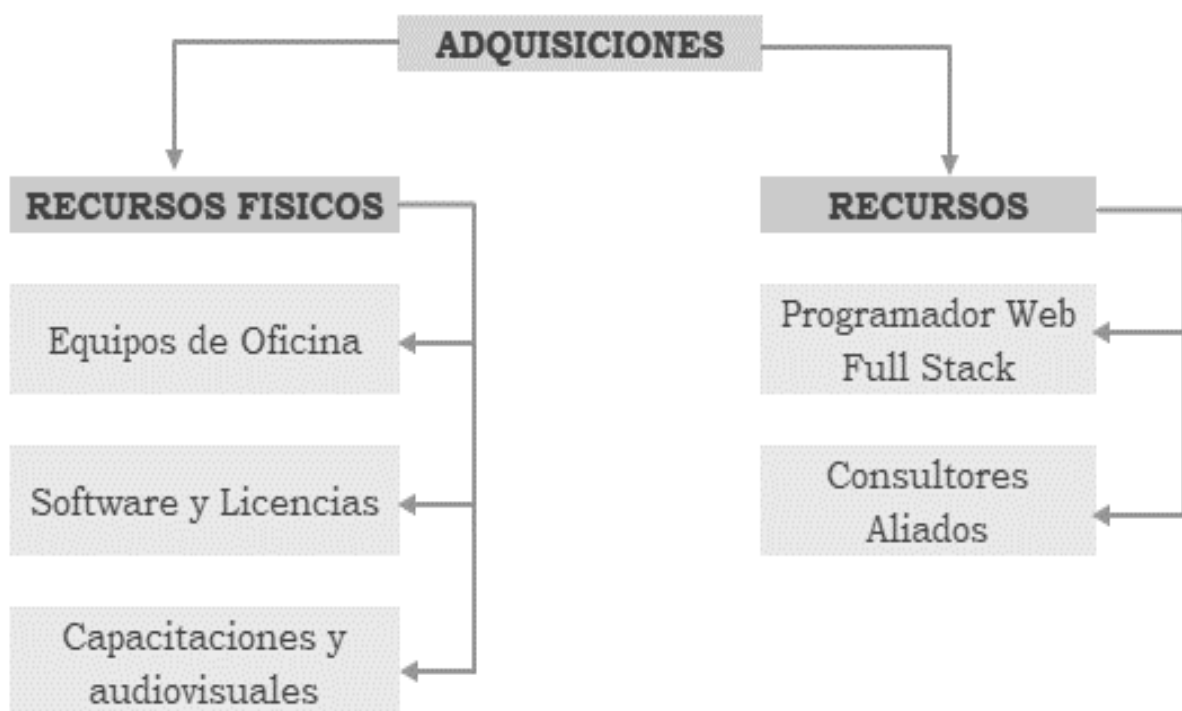 ADQUISICIONES
RECURSOS FISICOS
Equipos de Oficina
Software y Licencias
Capacitaciones y
audiovisuales
RECURSOS
Programador Web
Full Stack
Consultores
Aliados